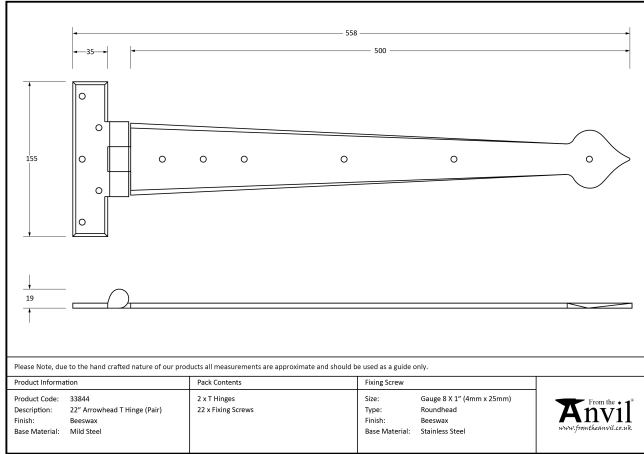 558
35
500
155
19
Please Note, due to the hand crafted nature of our products all measurements are approximate and should be used as a guide only.
Product Information
Product Code: 33844
Description: 22" Arrowhead T Hinge (Pair)
Finish: Beeswax
Base Material: Mild Steel
Pack Contents
2 x T Hinges
22 x Fixing Screws
Fixing Screw
Size: Gauge 8 X 1" (4mm x 25mm)
Type: Roundhead
Finish: Beeswax
Base Material: Stainless Steel
From the
Anvil
www.fromtheanvil.co.uk